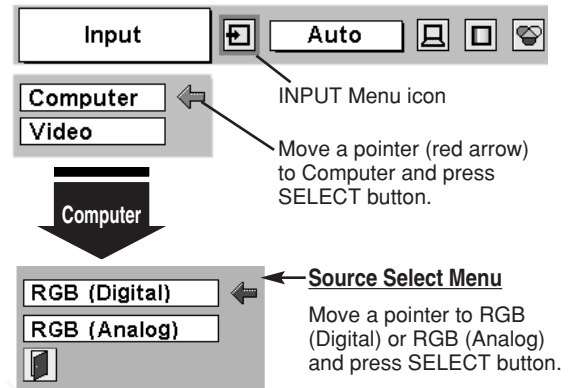 Input
Auto
INPUT Menu icon
Computer
Video
Move a pointer (red arrow)
to Computer and press
SELECT button.
Computer
RGB (Digital)
RGB (Analog)
Source Select Menu
Move a pointer to RGB
(Digital) or RGB (Analog)
and press SELECT button.